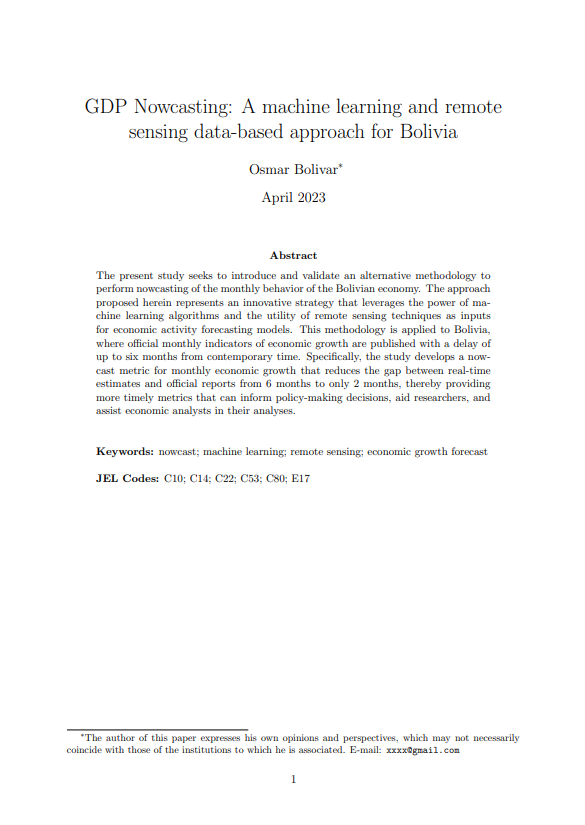 GDP Nowcasting: A machine learning and remote
sensing data-based approach for Bolivia
Osmar Bolivar*
April 2023
Abstract
The present study seeks to introduce and validate an alternative methodology to
perform nowcasting of the monthly behavior of the Bolivian economy. The approach
proposed herein represents an innovative strategy that leverages the power of ma-
chine learning algorithms and the utility of remote sensing techniques as inputs
for economic activity forecasting models. This methodology is applied to Bolivia,
where official monthly indicators of economic growth are published with a delay of
up to six months from contemporary time. Specifically, the study develops a now-
cast metric for monthly economic growth that reduces the gap between real-time
estimates and official reports from 6 months to only 2 months, thereby providing
more timely metrics that can inform policy-making decisions, aid researchers, and
assist economic analysts in their analyses.
Keywords: nowcast; machine learning; remote sensing; economic growth forecast
JEL Codes: C10; C14; C22; C53; C80; E17
*The author of this paper expresses his own opinions and perspectives, which may not necessarily
coincide with those of the institutions to which he is associated. E-mail: xxxx@gmail.com
1